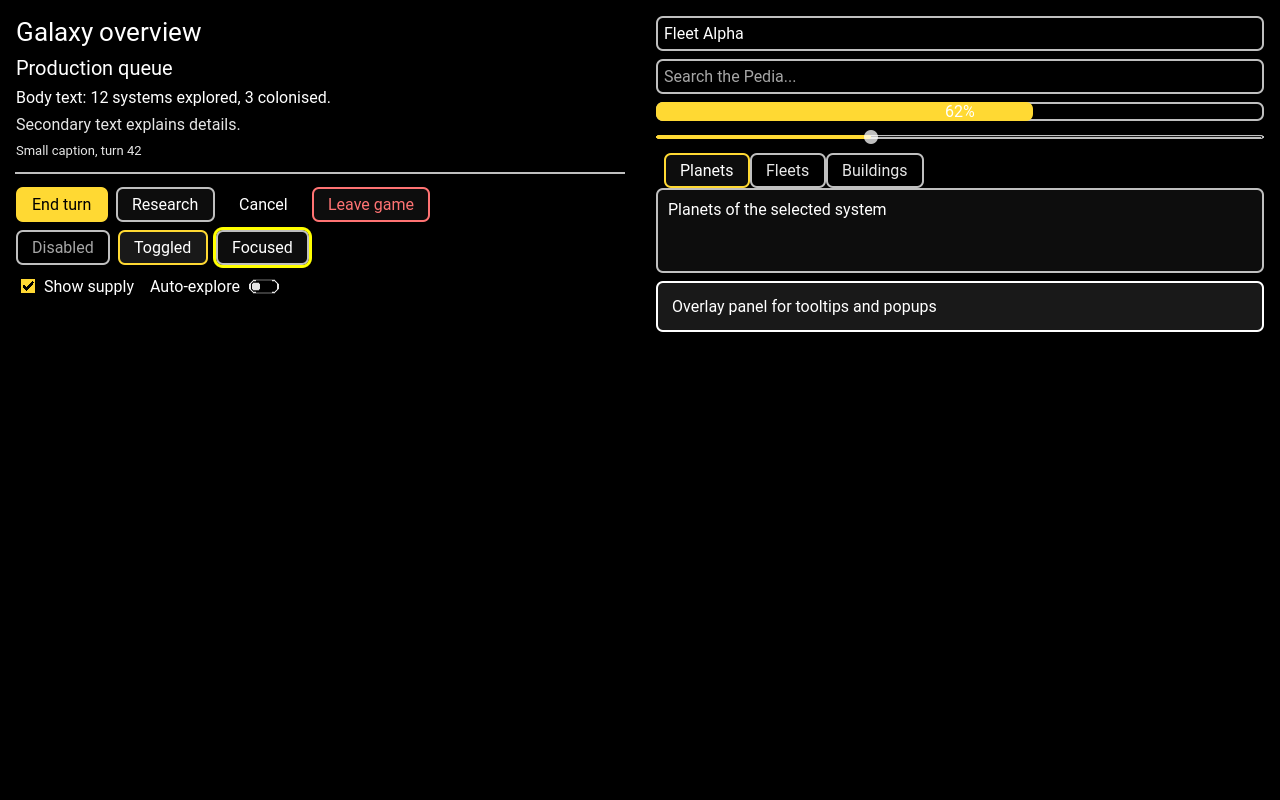 Galaxy overview
Production queue
Body text: 12 systems explored, 3 colonised.
Secondary text explains details.
Small caption, turn 42
End turn Research Cancel Leave game
Disabled Toggled Focused
Show supply Auto-explore
Fleet Alpha
Search the Pedia...
62%
Planets Fleets Buildings
Planets of the selected system
Overlay panel for tooltips and popups